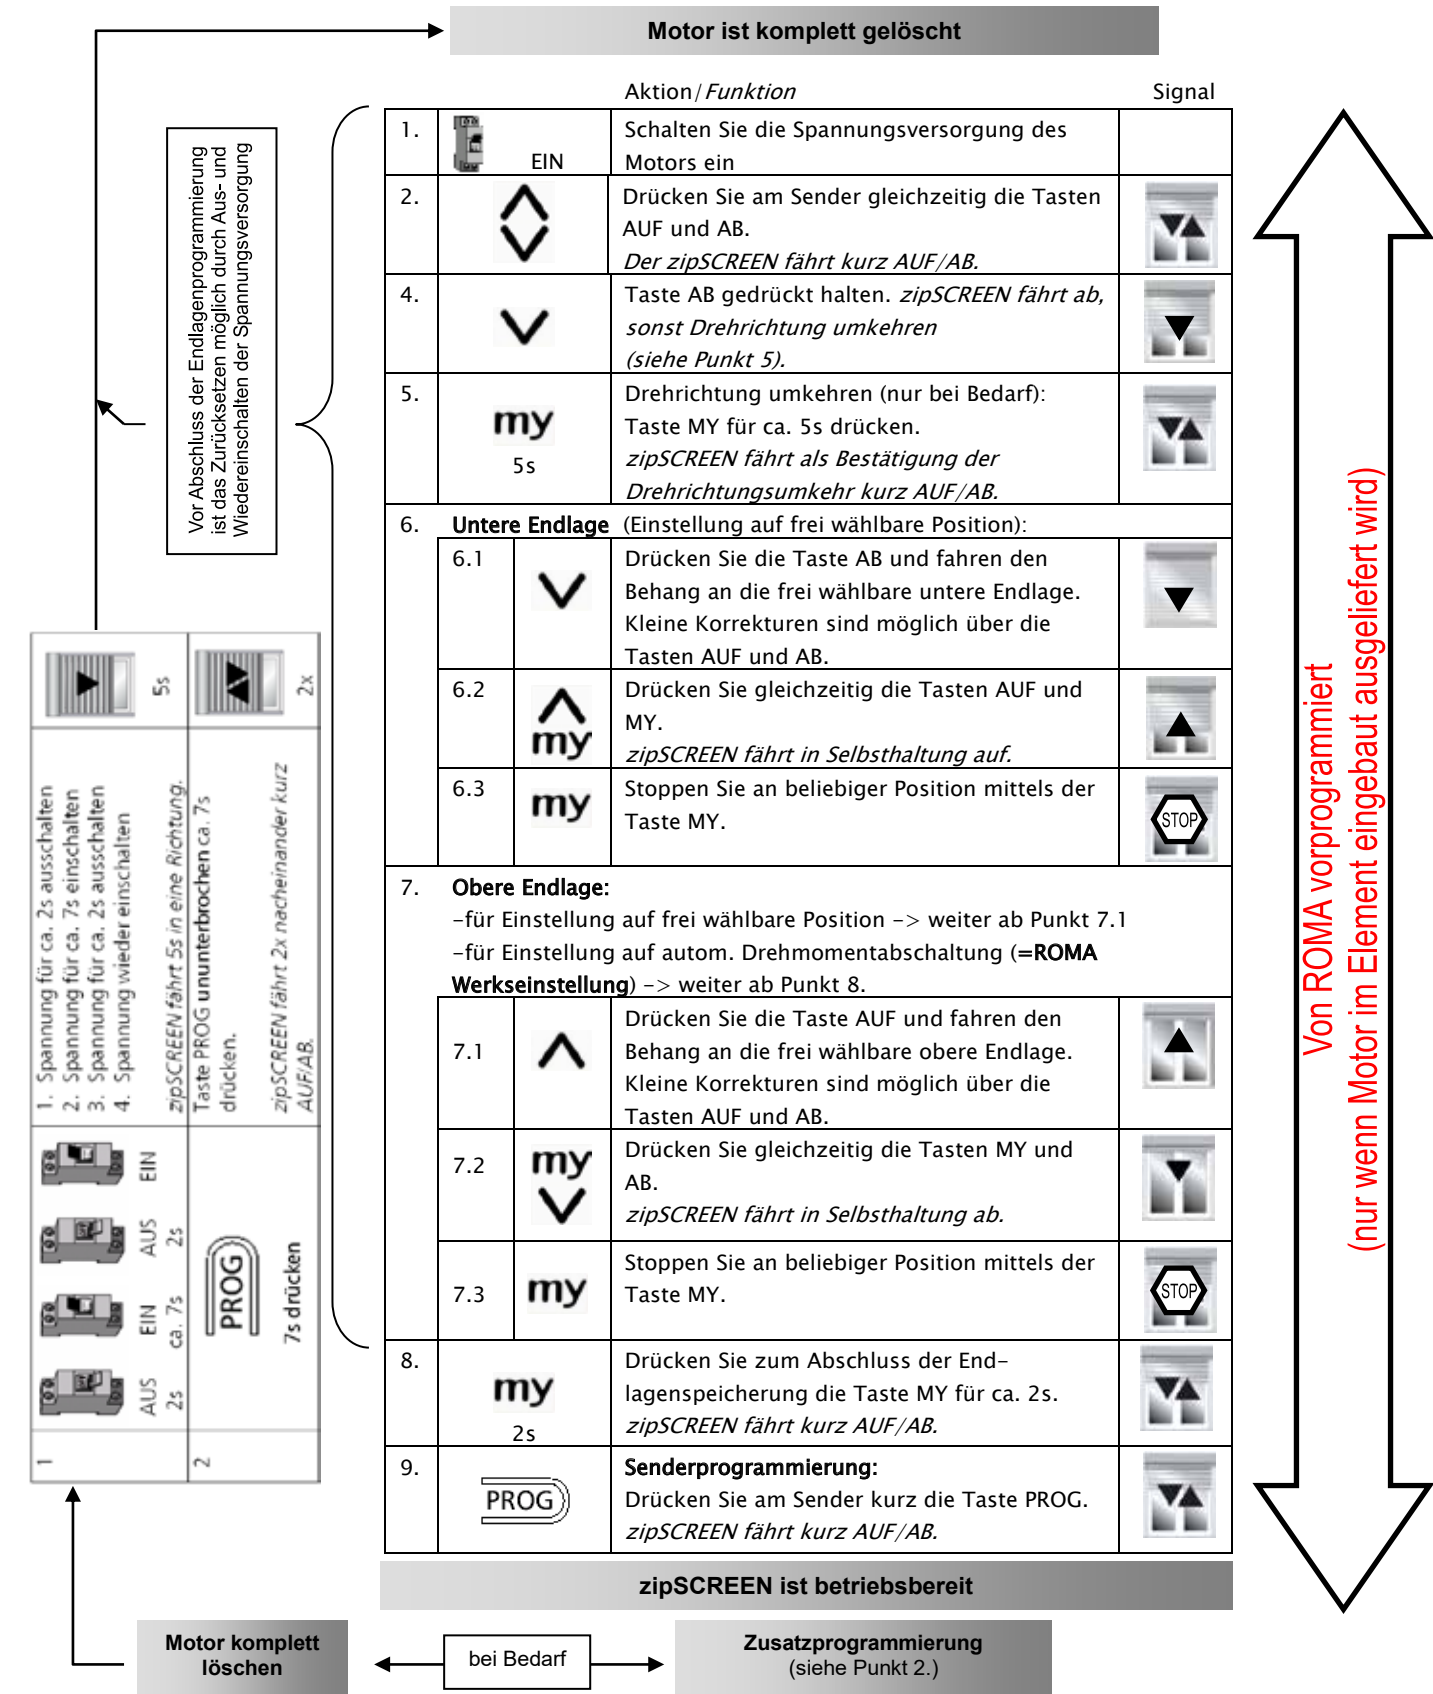 Motor ist komplett gelöscht
Aktion/Funktion Signal
Vor Abschluss der Endlagenprogrammierung
ist das Zurücksetzen möglich durch Aus- und
Wiedereinschalten der Spannungsversorgung
1. EIN Schalten Sie die Spannungsversorgung des
Motors ein
2. Drücken Sie am Sender gleichzeitig die Tasten
AUF und AB.
Der zipSCREEN fährt kurz AUF/AB.
4. Taste AB gedrückt halten. zipSCREEN fährt ab,
sonst Drehrichtung umkehren
(siehe Punkt 5).
5. Drehrichtung umkehren (nur bei Bedarf):
my Taste MY für ca. 5s drücken.
5s zipSCREEN fährt als Bestätigung der
Drehrichtungsumkehr kurz AUF/AB.
6. Untere Endlage (Einstellung auf frei wählbare Position):
6.1 Drücken Sie die Taste AB und fahren den
Behang an die frei wählbare untere Endlage.
Kleine Korrekturen sind möglich über die
Tasten AUF und AB.
6.2 Drücken Sie gleichzeitig die Tasten AUF und
my MY.
zipSCREEN fährt in Selbsthaltung auf.
6.3 my Stoppen Sie an beliebiger Position mittels der
Taste MY.
STOP
7. Obere Endlage:
-für Einstellung auf frei wählbare Position -> weiter ab Punkt 7.1
-für Einstellung auf autom. Drehmomentabschaltung (=ROMA
Werkseinstellung) -> weiter ab Punkt 8.
7.1 Drücken Sie die Taste AUF und fahren den
Behang an die frei wählbare obere Endlage.
Kleine Korrekturen sind möglich über die
Tasten AUF und AB.
7.2 my Drücken Sie gleichzeitig die Tasten MY und
AB.
zipSCREEN fährt in Selbsthaltung ab.
7.3 my Stoppen Sie an beliebiger Position mittels der
Taste MY.
STOP
8. Drücken Sie zum Abschluss der End-
my lagenspeicherung die Taste MY für ca. 2s.
2s zipSCREEN fährt kurz AUF/AB.
9. Senderprogrammierung:
PROG Drücken Sie am Sender kurz die Taste PROG.
zipSCREEN fährt kurz AUF/AB.
zipSCREEN ist betriebsbereit
1
AUS EIN AUS EIN
2s ca. 7s 2s
1. Spannung für ca. 2s ausschalten
2. Spannung für ca. 7s einschalten
3. Spannung für ca. 2s ausschalten
4. Spannung wieder einschalten
zipSCREEN fährt 5s in eine Richtung.
5s
2
PROG
7s drücken
Taste PROG ununterbrochen ca. 7s
drücken.
zipSCREEN fährt 2x nacheinander kurz
AUF/AB.
2x
Von ROMA vorprogrammiert
(nur wenn Motor im Element eingebaut ausgeliefert wird)
Motor komplett
löschen
bei Bedarf
Zusatzprogrammierung
(siehe Punkt 2.)